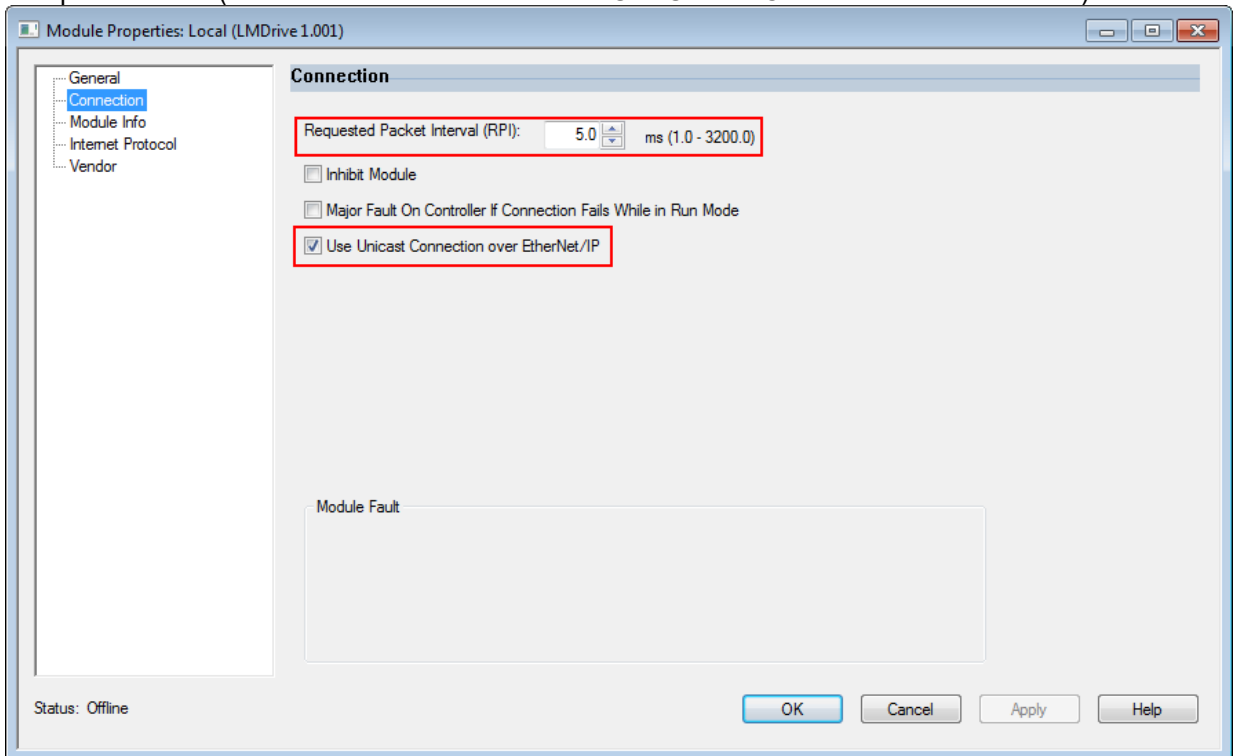 Module Properties: Local (LMDrive 1.001)
General
Connection
Module Info
Internet Protocol
Vendor
Connection
Requested Packet Interval (RPI): 5.0 ms (1.0 - 3200.0)
Inhibit Module
Major Fault On Controller If Connection Fails While in Run Mode
Use Unicast Connection over EtherNet/IP
Module Fault
Status: Offline
OK Cancel Apply Help